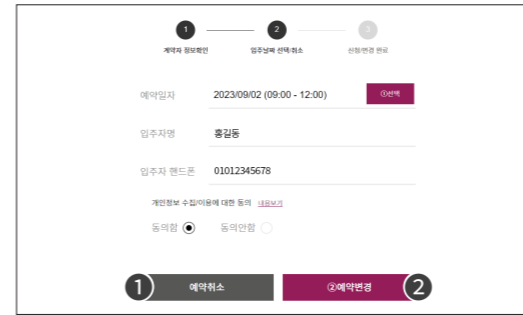 1 2 3
계약자 정보확인 입주날짜 선택/취소 신청/변경 완료
예약일자 2023/09/02 (09:00 - 12:00) ①선택
입주자명 홍길동
입주자 핸드폰 01012345678
개인정보 수집/이용에 대한 동의 내용보기
동의함 동의안함
1 예약취소 ②예약변경 2